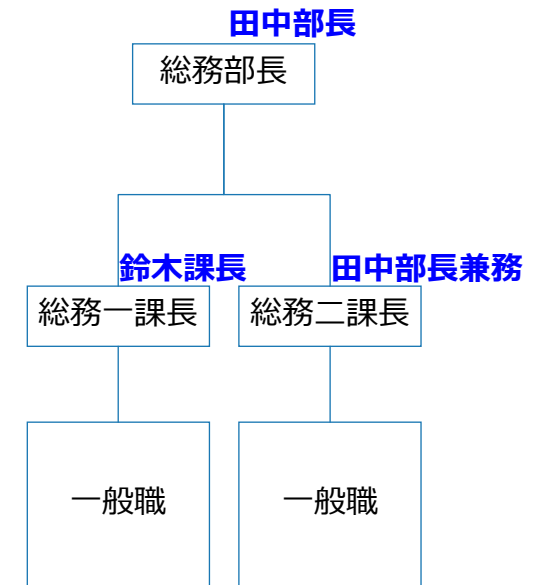 田中部長
総務部長
鈴木課長
田中部長兼務
総務一課長
総務二課長
一般職
一般職